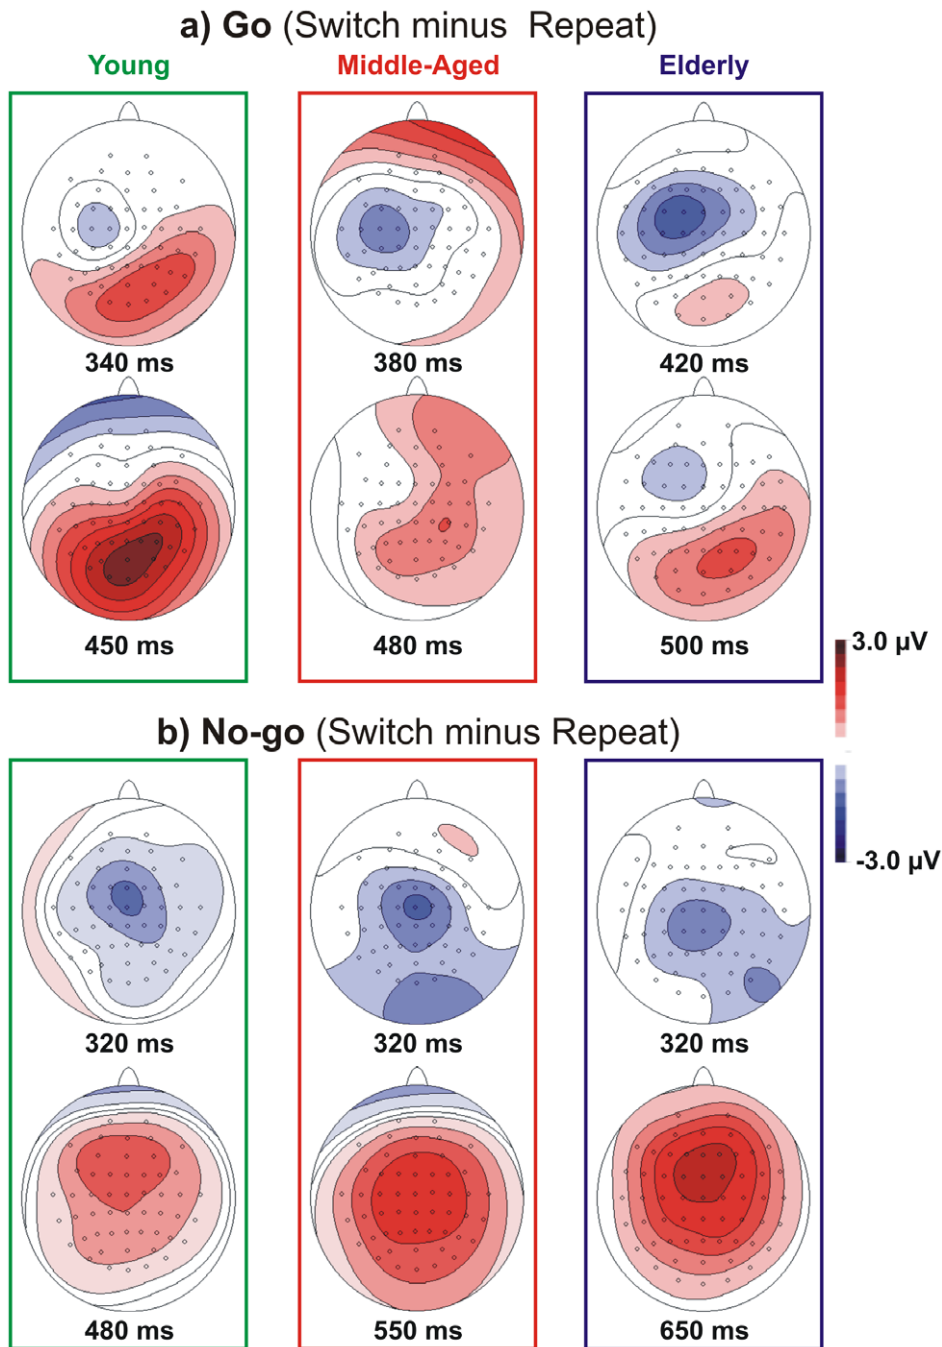 a) Go (Switch minus Repeat)
Young Middle-Aged Elderly
340 ms 380 ms 420 ms
450 ms 480 ms 500 ms
3.0 µV
b) No-go (Switch minus Repeat)
-3.0 µV
320 ms 320 ms 320 ms
480 ms 550 ms 650 ms